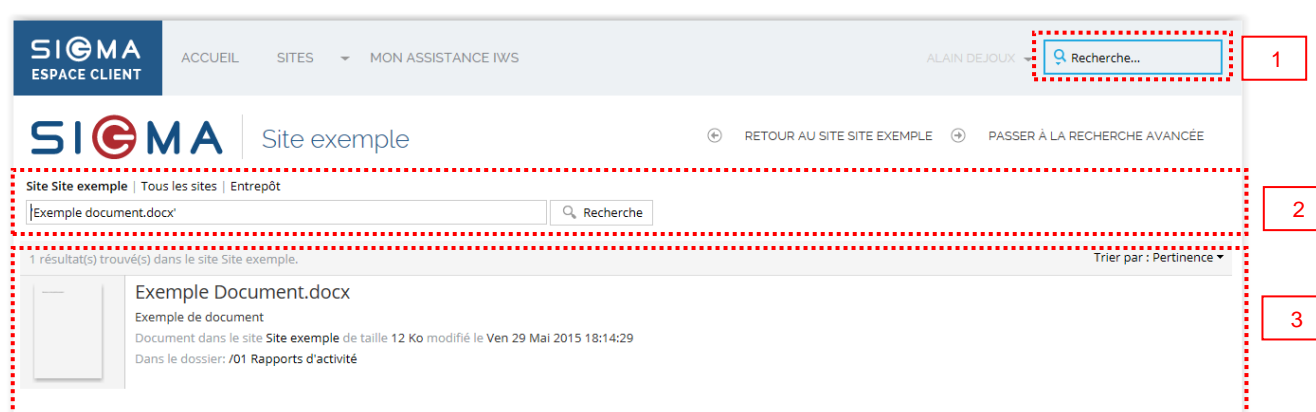 SIGMA
ESPACE CLIENT
ACCUEIL SITES MON ASSISTANCE IWS ALAIN DEJOUX Recherche... 1
SIGMA Site exemple RETOUR AU SITE SITE EXEMPLE PASSER À LA RECHERCHE AVANCÉE
Site Site exemple | Tous les sites | Entrepôt
'Exemple document.docx' Recherche 2
1 résultat(s) trouvé(s) dans le site Site exemple. Trier par : Pertinence
Exemple Document.docx
Exemple de document 3
Document dans le site Site exemple de taille 12 Ko modifié le Ven 29 Mai 2015 18:14:29
Dans le dossier: /01 Rapports d'activité